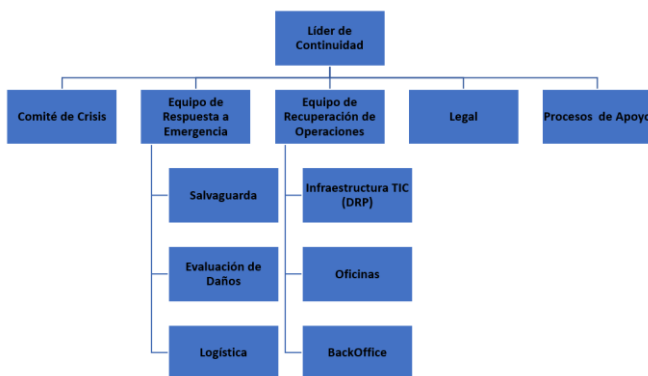 Líder de
Continuidad
Comité de Crisis
Equipo de
Respuesta a
Emergencia
Equipo de
Recuperación de
Operaciones
Legal
Procesos de Apoyo
Salvaguarda
Infraestructura TIC
(DRP)
Evaluación de
Daños
Oficinas
Logística
BackOffice